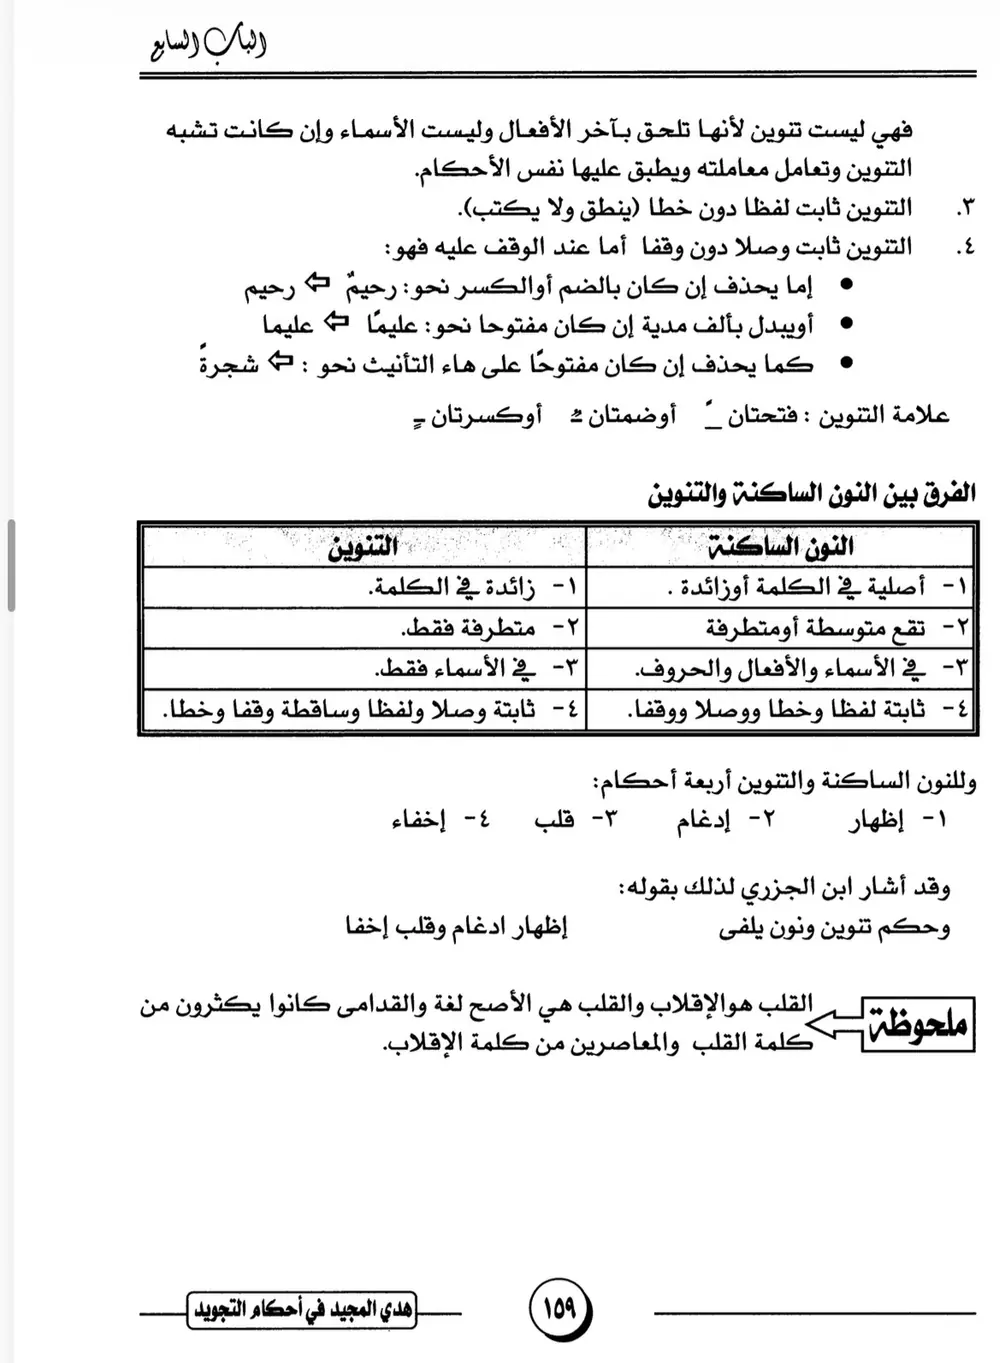 الباب السابع
فهي ليست تنوين لأنها تلحق بآخر الأفعال وليست الأسماء وإن كانت تشبه
التنوين وتعامل معاملته ويطبق عليها نفس الأحكام.
٣. التنوين ثابت لفظا دون خطا (ينطق ولا يكتب).
٤. التنوين ثابت وصلا دون وقفا أما عند الوقف عليه فهو:
• إما يحذف إن كان بالضم أوالكسر نحو: رحيمٌ ⇦ رحيم
• أويبدل بألف مدية إن كان مفتوحا نحو: عليمًا ⇦ عليما
• كما يحذف إن كان مفتوحًا على هاء التأنيث نحو : ⇦ شجرةً
علامة التنوين : فتحتان ـً أوضمتان ـٌ أوكسرتان ـٍ
الفرق بين النون الساكنة والتنوين
النون الساكنة التنوين
١- أصلية في الكلمة أوزائدة . ١- زائدة في الكلمة.
٢- تقع متوسطة أومتطرفة ٢- متطرفة فقط.
٣- في الأسماء والأفعال والحروف. ٣- في الأسماء فقط.
٤- ثابتة لفظا وخطا ووصلا ووقفا. ٤- ثابتة وصلا ولفظا وساقطة وقفا وخطا.
وللنون الساكنة والتنوين أربعة أحكام:
١- إظهار ٢- إدغام ٣- قلب ٤- إخفاء
وقد أشار ابن الجزري لذلك بقوله:
وحكم تنوين ونون يلفى إظهار ادغام وقلب إخفا
ملحوظة القلب هوالإقلاب والقلب هي الأصح لغة والقدامى كانوا يكثرون من
كلمة القلب والمعاصرين من كلمة الإقلاب.
١٥٩ هدي المجيد في أحكام التجويد